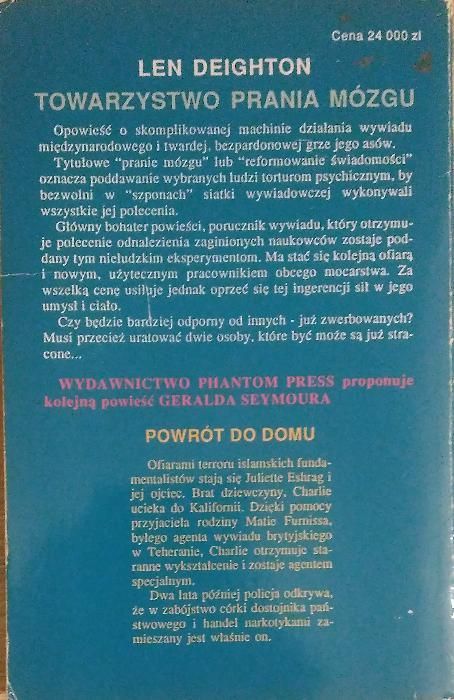 Cena 24 000 zł
LEN DEIGHTON
TOWARZYSTWO PRANIA MÓZGU
Opowieść o skomplikowanej machinie działania wywiadu
międzynarodowego i twardej, bezpardonowej grze jego asów.
Tytułowe "pranie mózgu" lub "reformowanie świadomości"
oznacza poddawanie wybranych ludzi torturom psychicznym, by
bezwolni w "szponach" siatki wywiadowczej wykonywali
wszystkie jej polecenia.
Główny bohater powieści, porucznik wywiadu, który otrzymu-
je polecenie odnalezienia zaginionych naukowców zostaje pod-
dany tym nieludzkim eksperymentom. Ma stać się kolejną ofiarą
i nowym, użytecznym pracownikiem obcego mocarstwa. Za
wszelką cenę usiłuje jednak oprzeć się tej ingerencji sił w jego
umysł i ciało.
Czy będzie bardziej odporny od innych - już zwerbowanych?
Musi przecież uratować dwie osoby, które być może są już stra-
cone...
WYDAWNICTWO PHANTOM PRESS proponuje
kolejną powieść GERALDA SEYMOURA
POWRÓT DO DOMU
Ofiarami terroru islamskich funda-
mentalistów stają się Juliette Eshrag i
jej ojciec. Brat dziewczyny, Charlie
ucieka do Kalifornii. Dzięki pomocy
przyjaciela rodziny Matie Furnissa,
byłego agenta wywiadu brytyjskiego
w Teheranie, Charlie otrzymuje sta-
ranne wykształcenie i zostaje agentem
specjalnym.
Dwa lata później policja odkrywa,
że w zabójstwo córki dostojnika pań-
stwowego i handel narkotykami za-
mieszany jest właśnie on.